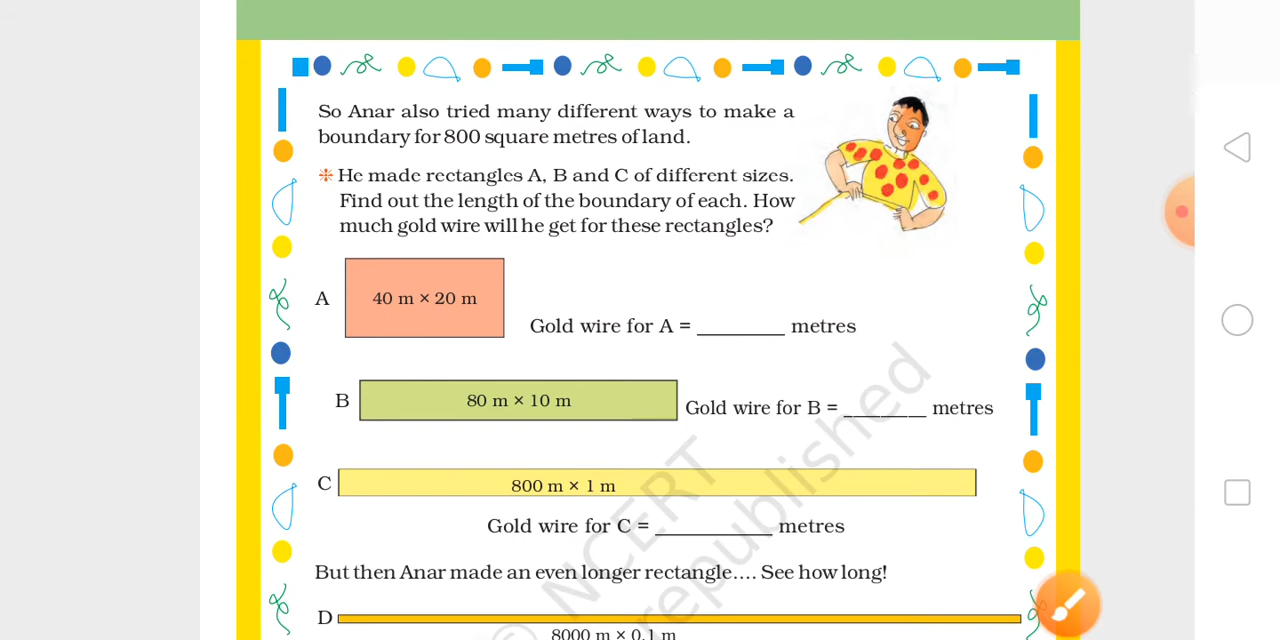 So Anar also tried many different ways to make a
boundary for 800 square metres of land.
❈ He made rectangles A, B and C of different sizes.
Find out the length of the boundary of each. How
much gold wire will he get for these rectangles?
A
40 m × 20 m
Gold wire for A = ________ metres
B
80 m × 10 m
Gold wire for B = ________ metres
C
800 m × 1 m
Gold wire for C = ___________ metres
But then Anar made an even longer rectangle.... See how long!
D
8000 m × 0.1 m
© NCERT
republished